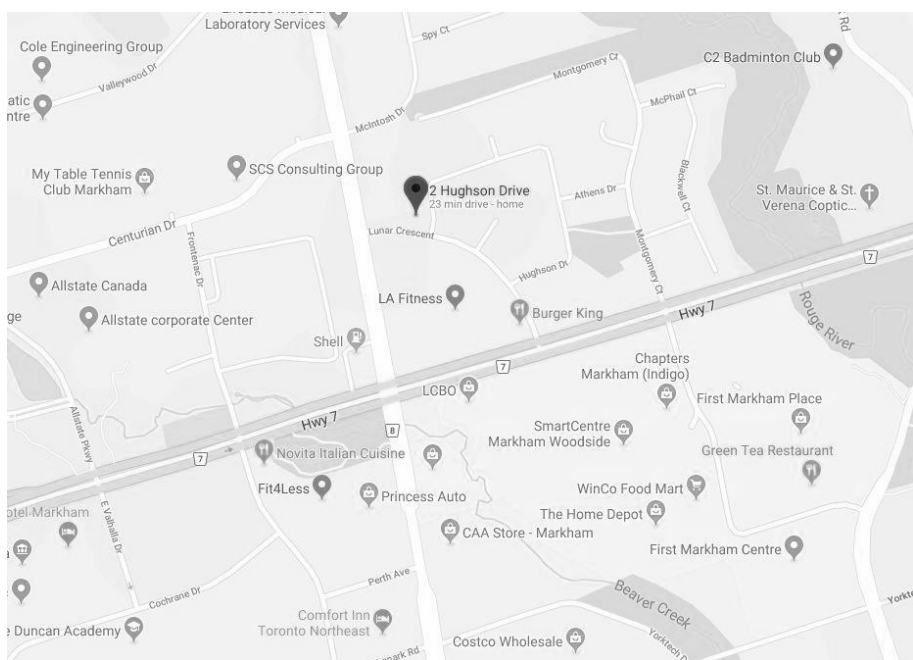 Laboratory Services
Spy Ct
Cole Engineering Group
Valleywood Dr
Montgomery Ct
C2 Badminton Club
Rd
McPhail Ct
McIntosh Dr
My Table Tennis
Club Markham
SCS Consulting Group
2 Hughson Drive
23 min drive - home
Athens Dr
Blackwell Ct
St. Maurice & St.
Verena Coptic...
Centurian Dr
Frontenac Dr
Lunar Crescent
Montgomery Ct
7
Hughson Dr
Allstate Canada
LA Fitness
Burger King
Hwy 7
Rouge River
ge
Allstate corporate Center
Shell
Chapters
Markham (Indigo)
7
LCBO
First Markham Place
Allstate Pkwy
Hwy 7
8
SmartCentre
Markham Woodside
Green Tea Restaurant
7
Novita Italian Cuisine
Fit4Less
Princess Auto
WinCo Food Mart
The Home Depot
otel Markham
E Valhalla Dr
CAA Store - Markham
First Markham Centre
Perth Ave
Cochrane Dr
Beaver Creek
Comfort Inn
Toronto Northeast
e Duncan Academy
Costco Wholesale
Yorktech Dr
Yorkte
npark Rd